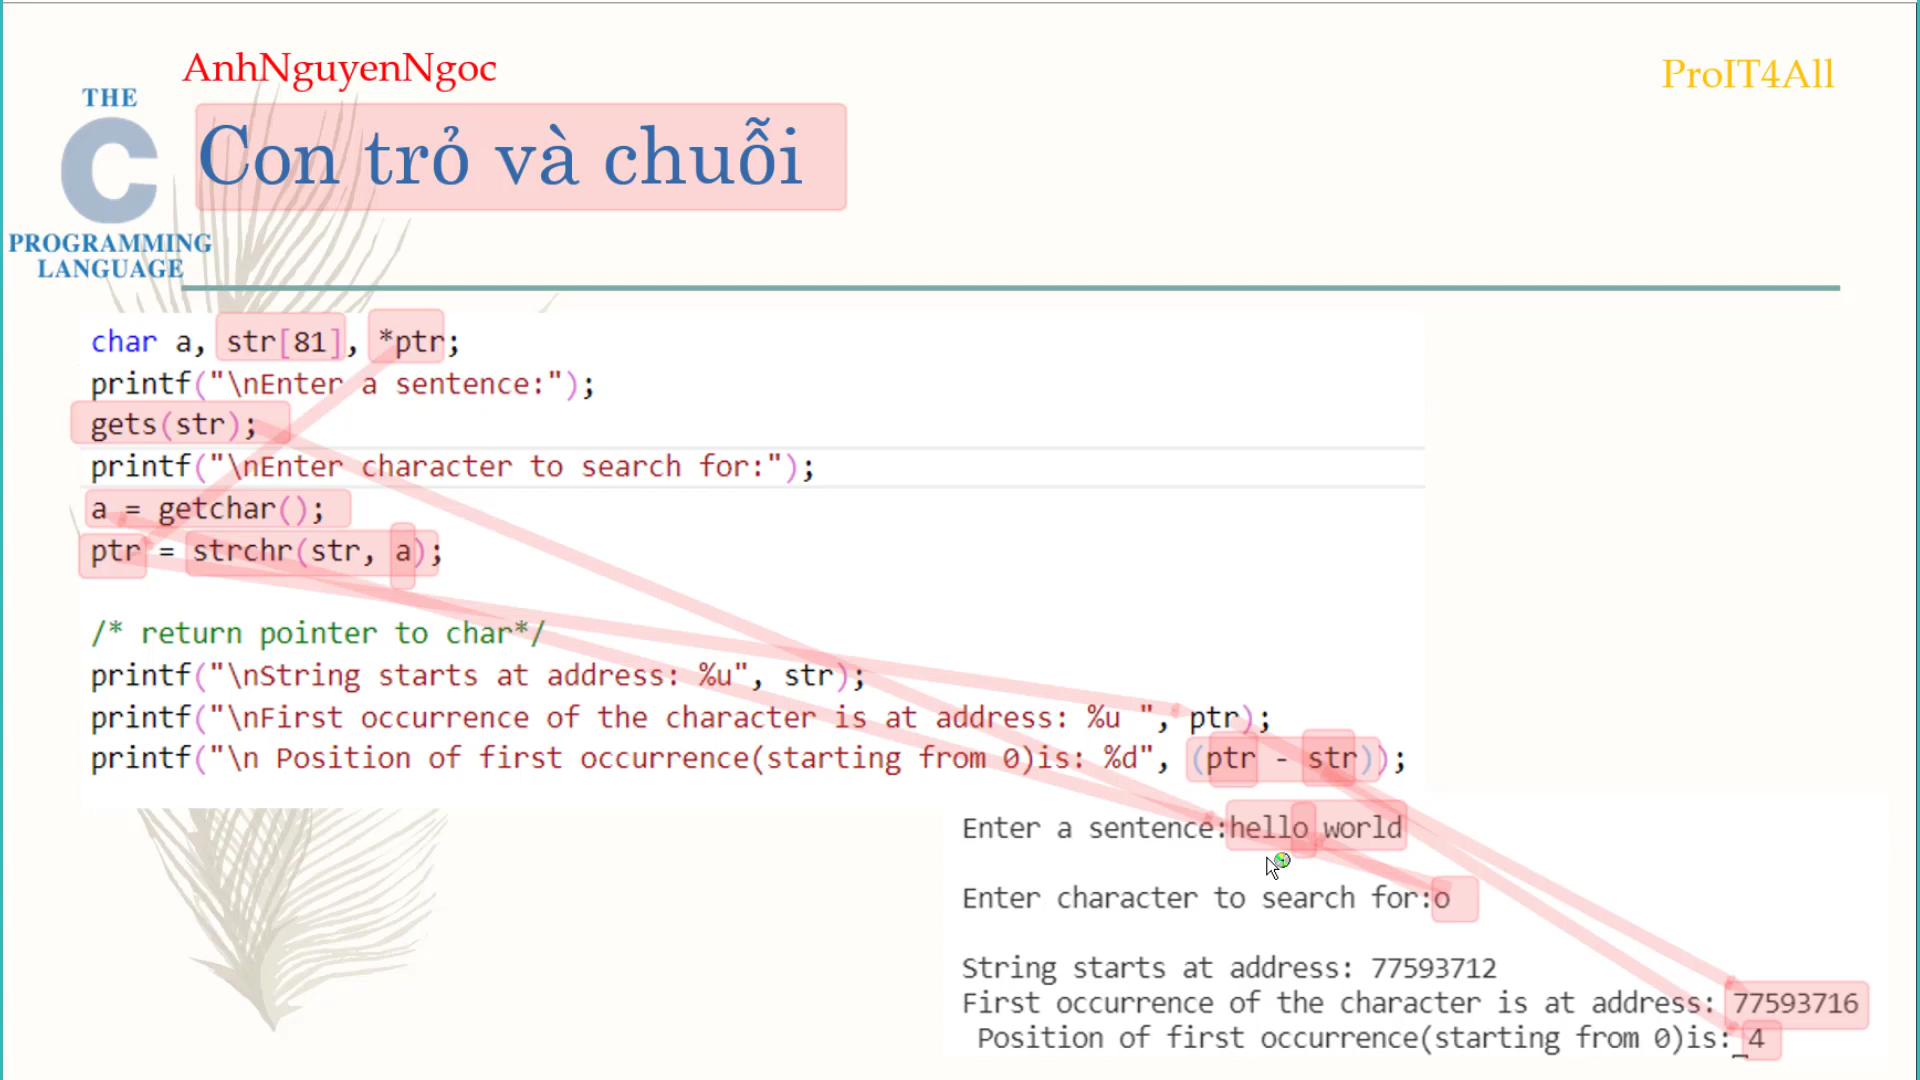 AnhNguyenNgoc
ProIT4All
THE
C
PROGRAMMING
LANGUAGE
Con trỏ và chuỗi
char a, str[81], *ptr;
printf("\nEnter a sentence:");
gets(str);
printf("\nEnter character to search for:");
a = getchar();
ptr = strchr(str, a);
/* return pointer to char*/
printf("\nString starts at address: %u", str);
printf("\nFirst occurrence of the character is at address: %u ", ptr);
printf("\n Position of first occurrence(starting from 0)is: %d", (ptr - str));
Enter a sentence:hello world
Enter character to search for:o
String starts at address: 77593712
First occurrence of the character is at address: 77593716
Position of first occurrence(starting from 0)is:_4